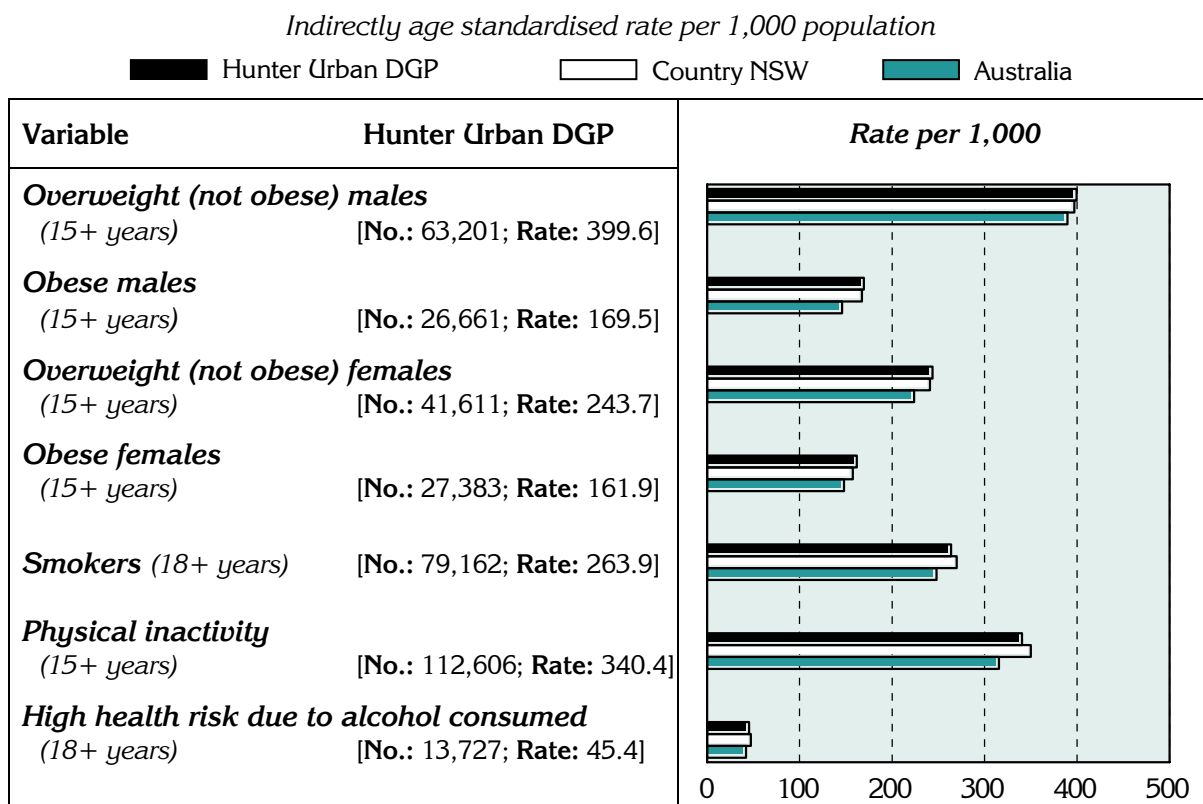 Indirectly age standardised rate per 1,000 population
Hunter Urban DGP Country NSW Australia
Variable Hunter Urban DGP Rate per 1,000
Overweight (not obese) males
(15+ years) [No.: 63,201; Rate: 399.6]
Obese males
(15+ years) [No.: 26,661; Rate: 169.5]
Overweight (not obese) females
(15+ years) [No.: 41,611; Rate: 243.7]
Obese females
(15+ years) [No.: 27,383; Rate: 161.9]
Smokers (18+ years) [No.: 79,162; Rate: 263.9]
Physical inactivity
(15+ years) [No.: 112,606; Rate: 340.4]
High health risk due to alcohol consumed
(18+ years) [No.: 13,727; Rate: 45.4]
0 100 200 300 400 500